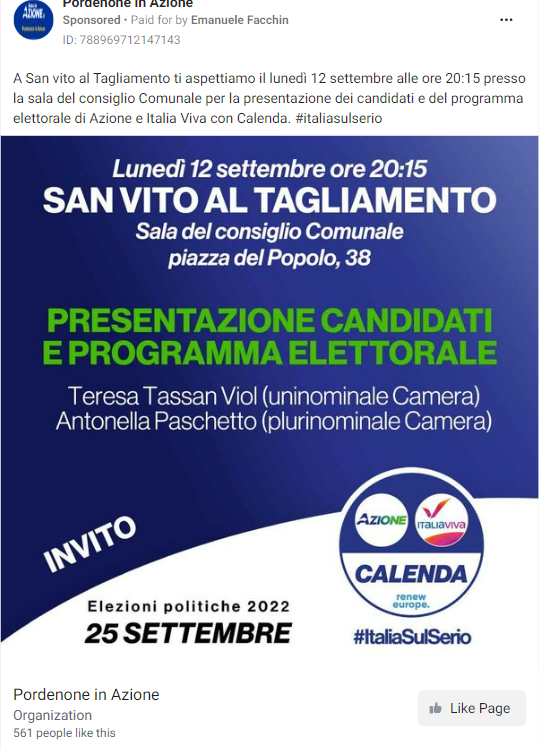 Pordenone in Azione
Sponsored • Paid for by Emanuele Facchin
ID: 788969712147143
A San vito al Tagliamento ti aspettiamo il lunedì 12 settembre alle ore 20:15 presso
la sala del consiglio Comunale per la presentazione dei candidati e del programma
elettorale di Azione e Italia Viva con Calenda. #italiasulserio
Lunedì 12 settembre ore 20:15
SAN VITO AL TAGLIAMENTO
Sala del consiglio Comunale
piazza del Popolo, 38
PRESENTAZIONE CANDIDATI
E PROGRAMMA ELETTORALE
Teresa Tassan Viol (uninominale Camera)
Antonella Paschetto (plurinominale Camera)
INVITO
AZIONE
ITALIAVIVA
CALENDA
renew
europe.
Elezioni politiche 2022
25 SETTEMBRE
#ItaliaSulSerio
Pordenone in Azione
Organization
561 people like this
Like Page